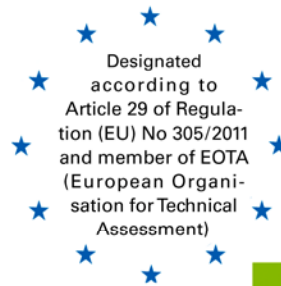 Designated
according to
Article 29 of Regula-
tion (EU) No 305/2011
and member of EOTA
(European Organi-
sation for Technical
Assessment)